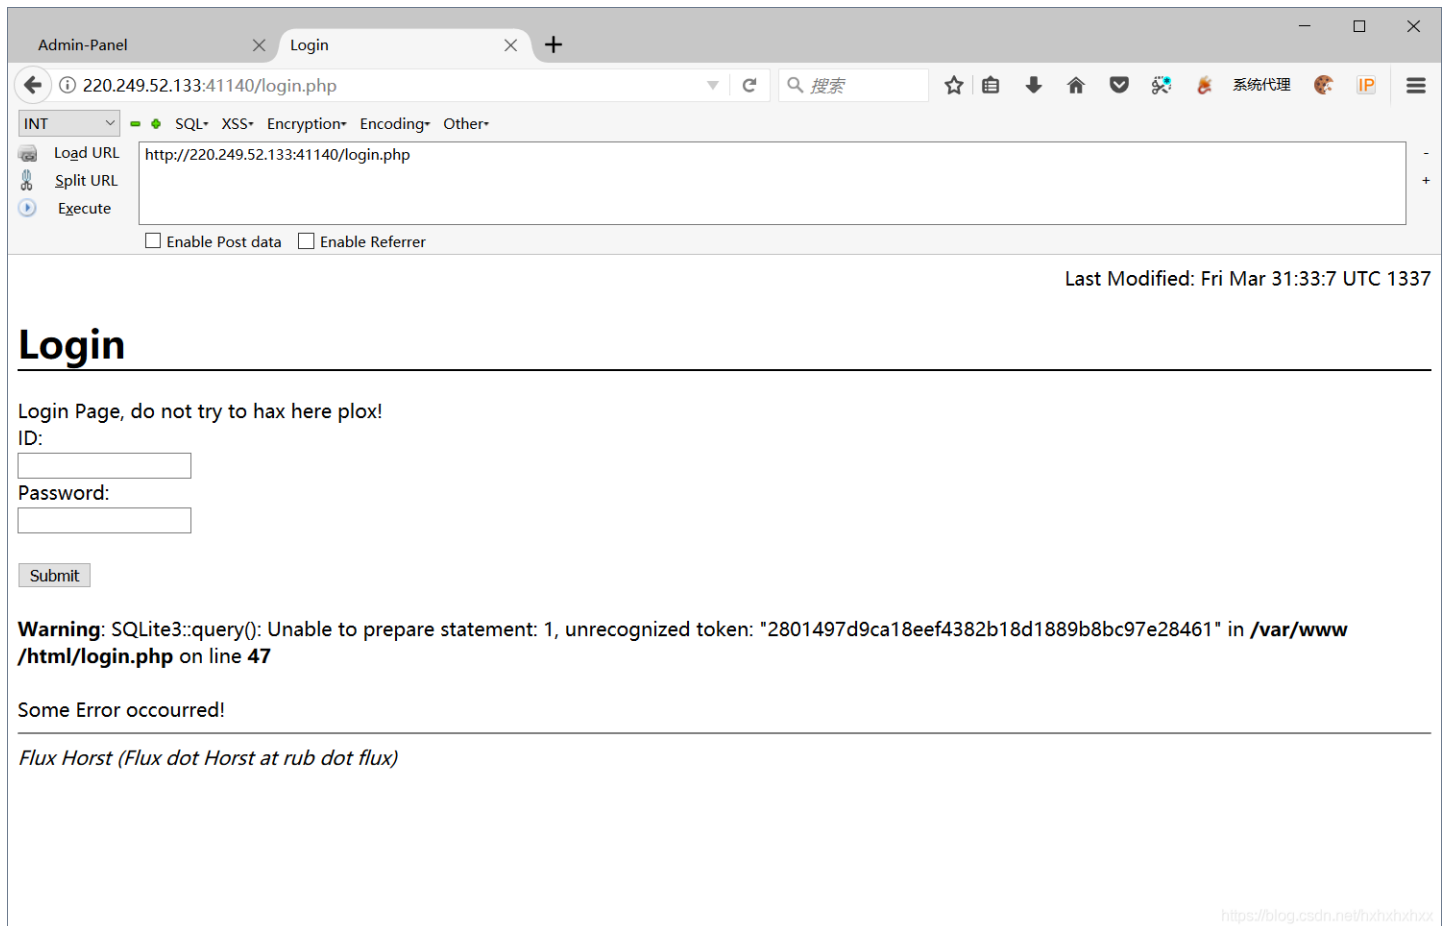 Admin-Panel
Login
220.249.52.133:41140/login.php
搜索
系统代理
IP
INT
SQL
XSS
Encryption
Encoding
Other
Load URL
http://220.249.52.133:41140/login.php
-
Split URL
+
Execute
Enable Post data
Enable Referrer
Last Modified: Fri Mar 31:33:7 UTC 1337
Login
Login Page, do not try to hax here plox!
ID:
Password:
Submit
Warning: SQLite3::query(): Unable to prepare statement: 1, unrecognized token: "2801497d9ca18eef4382b18d1889b8bc97e28461" in /var/www
/html/login.php on line 47
Some Error occourred!
Flux Horst (Flux dot Horst at rub dot flux)
https://blog.csdn.net/hxhxhxhxx